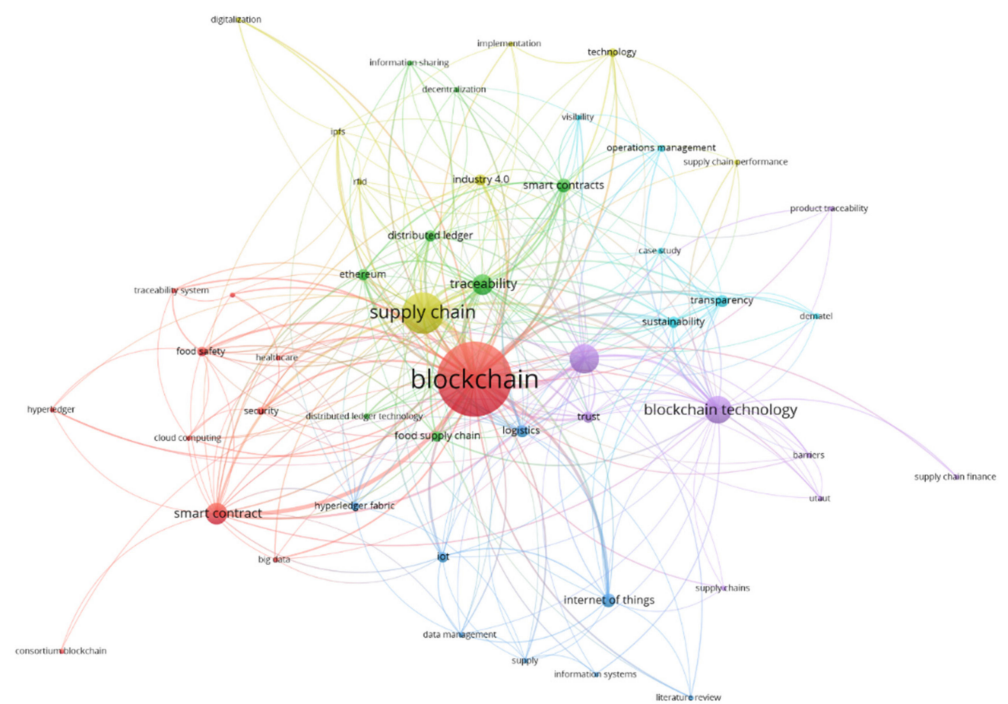 digitalization
implementation
technology
information sharing
decentralization
visibility
ipfs
operations management
supply chain performance
rfid
industry 4.0
smart contracts
product traceability
distributed ledger
case study
ethereum
traceability
traceability system
transparency
supply chain
dematel
sustainability
food safety
healthcare
blockchain
hyperledger
security
distributed ledger technology
trust
blockchain technology
cloud computing
food supply chain
logistics
barriers
supply chain finance
utaut
smart contract
hyperledger fabric
big data
iot
supply chains
internet of things
data management
consortium blockchain
supply
information systems
literature review